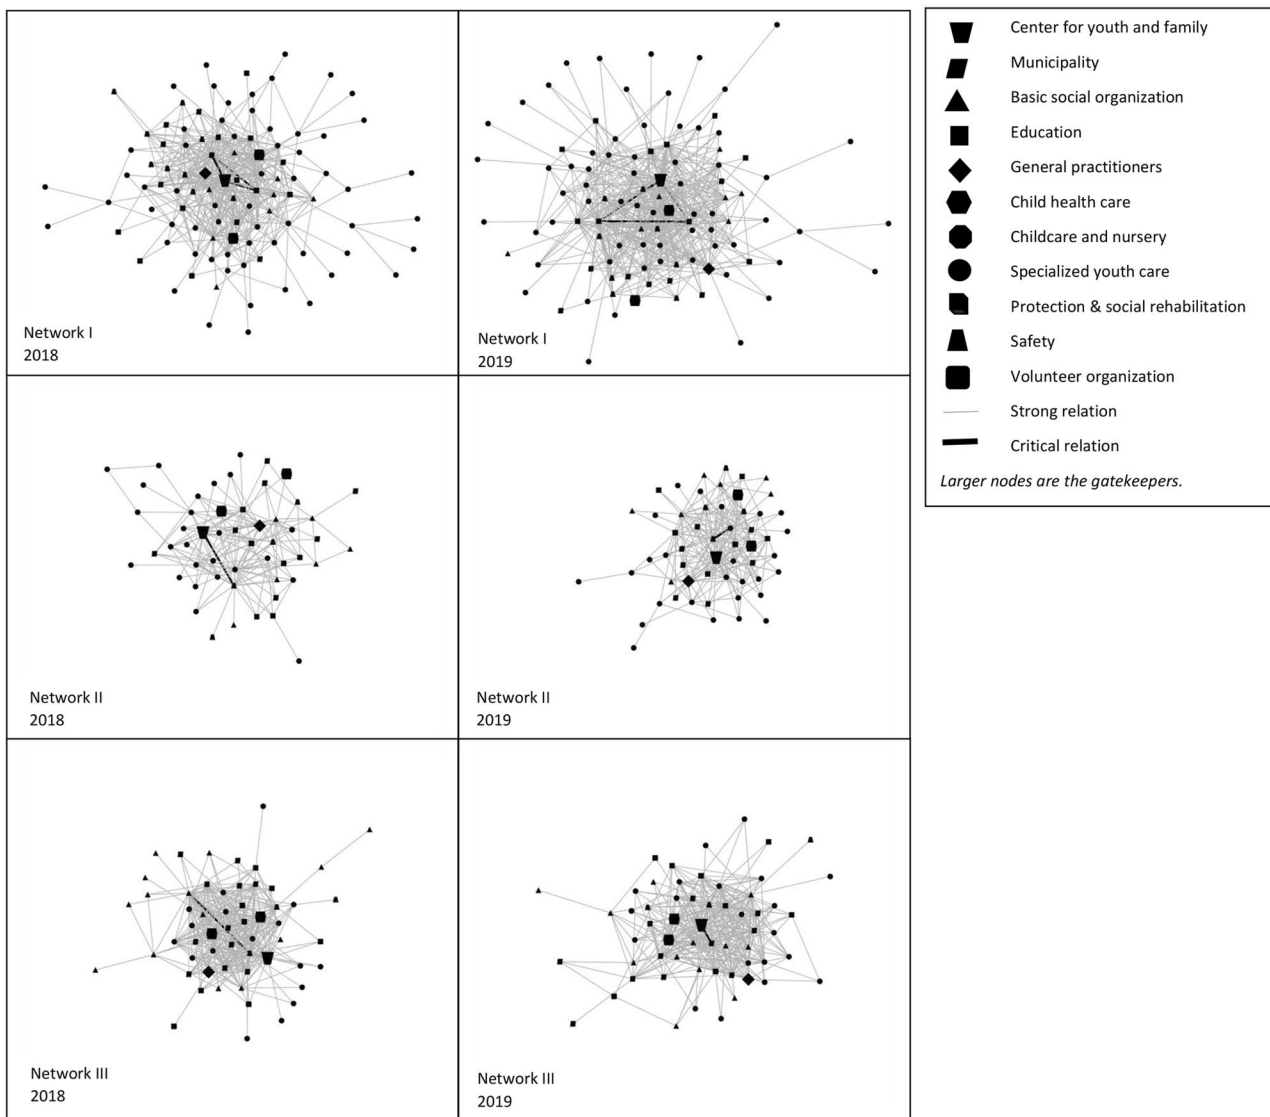 Network I
2018
Network I
2019
Network II
2018
Network II
2019
Network III
2018
Network III
2019
Center for youth and family
Municipality
Basic social organization
Education
General practitioners
Child health care
Childcare and nursery
Specialized youth care
Protection & social rehabilitation
Safety
Volunteer organization
Strong relation
Critical relation
Larger nodes are the gatekeepers.